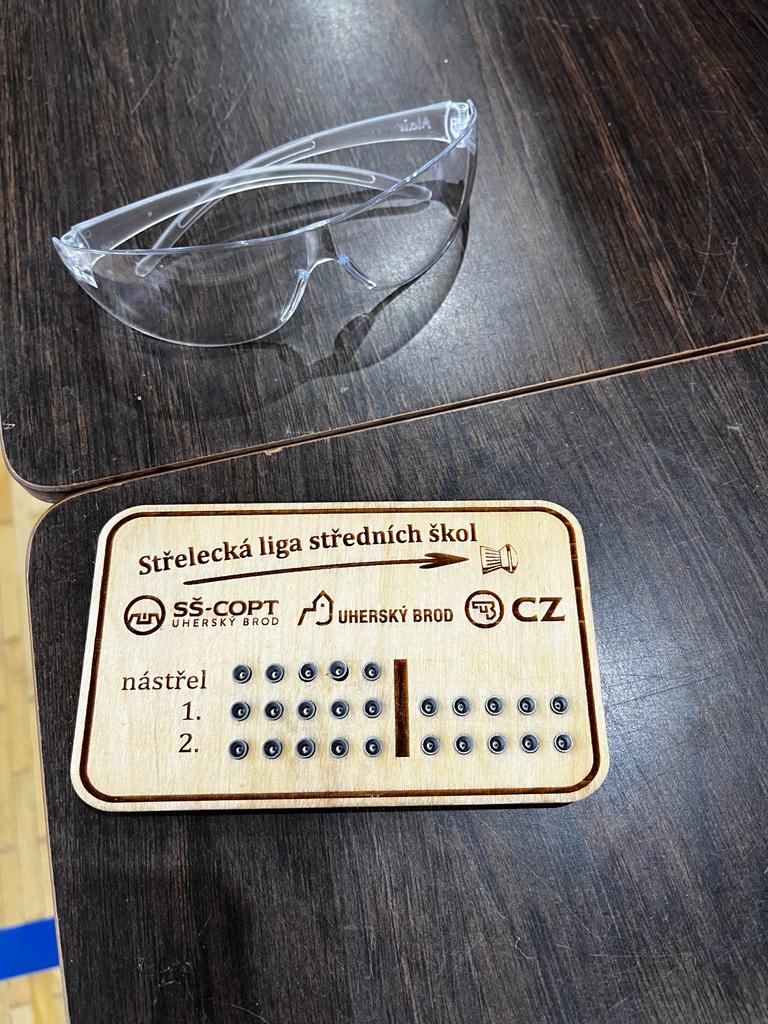 Střelecká liga středních škol
SŠ-COPT
UHERSKÝ BROD
UHERSKÝ BROD
CZ
nástřel
1.
2.